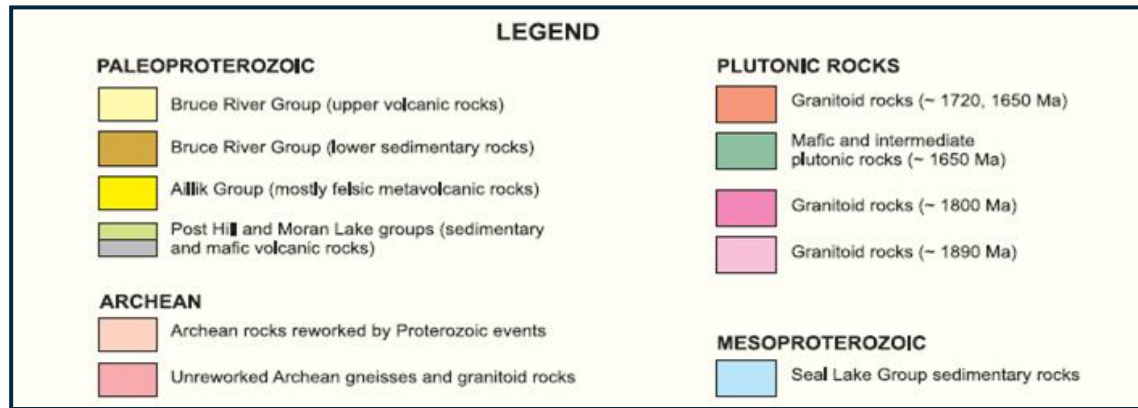 LEGEND
PALEOPROTEROZOIC
Bruce River Group (upper volcanic rocks)
Bruce River Group (lower sedimentary rocks)
Aillik Group (mostly felsic metavolcanic rocks)
Post Hill and Moran Lake groups (sedimentary
and mafic volcanic rocks)
ARCHEAN
Archean rocks reworked by Proterozoic events
Unreworked Archean gneisses and granitoid rocks
PLUTONIC ROCKS
Granitoid rocks (~ 1720, 1650 Ma)
Mafic and intermediate
plutonic rocks (~ 1650 Ma)
Granitoid rocks (~ 1800 Ma)
Granitoid rocks (~ 1890 Ma)
MESOPROTEROZOIC
Seal Lake Group sedimentary rocks